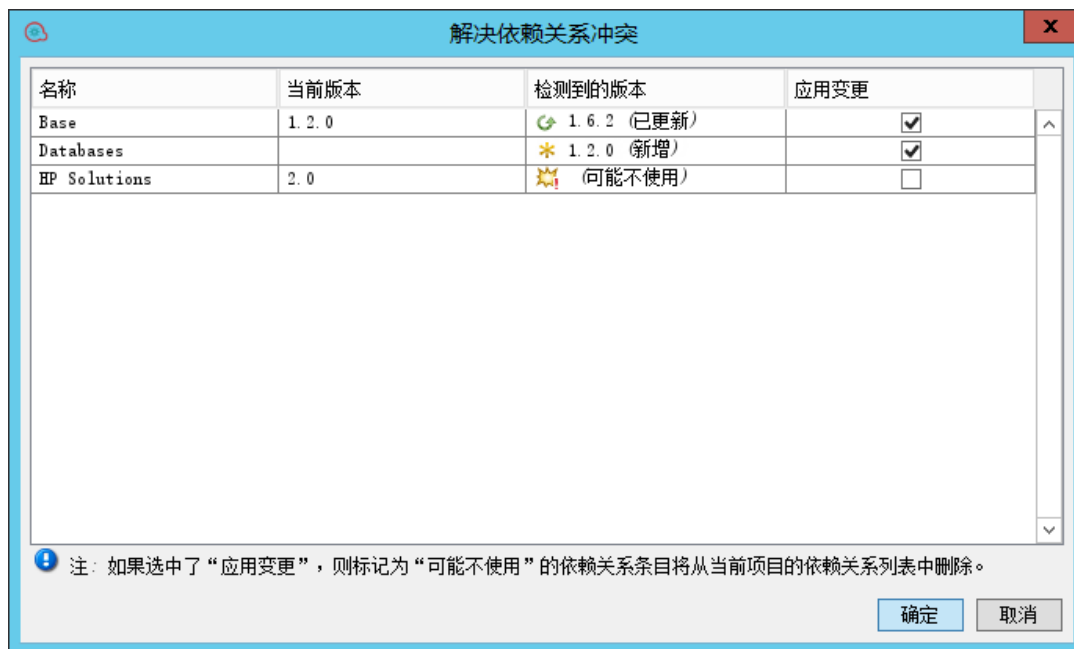 解决依赖关系冲突
x
名称 当前版本 检测到的版本 应用变更
Base 1.2.0 1.6.2 (已更新)
Databases 1.2.0 (新增)
HP Solutions 2.0 (可能不使用)
注: 如果选中了“应用变更”,则标记为“可能不使用”的依赖关系条目将从当前项目的依赖关系列表中删除。
确定 取消